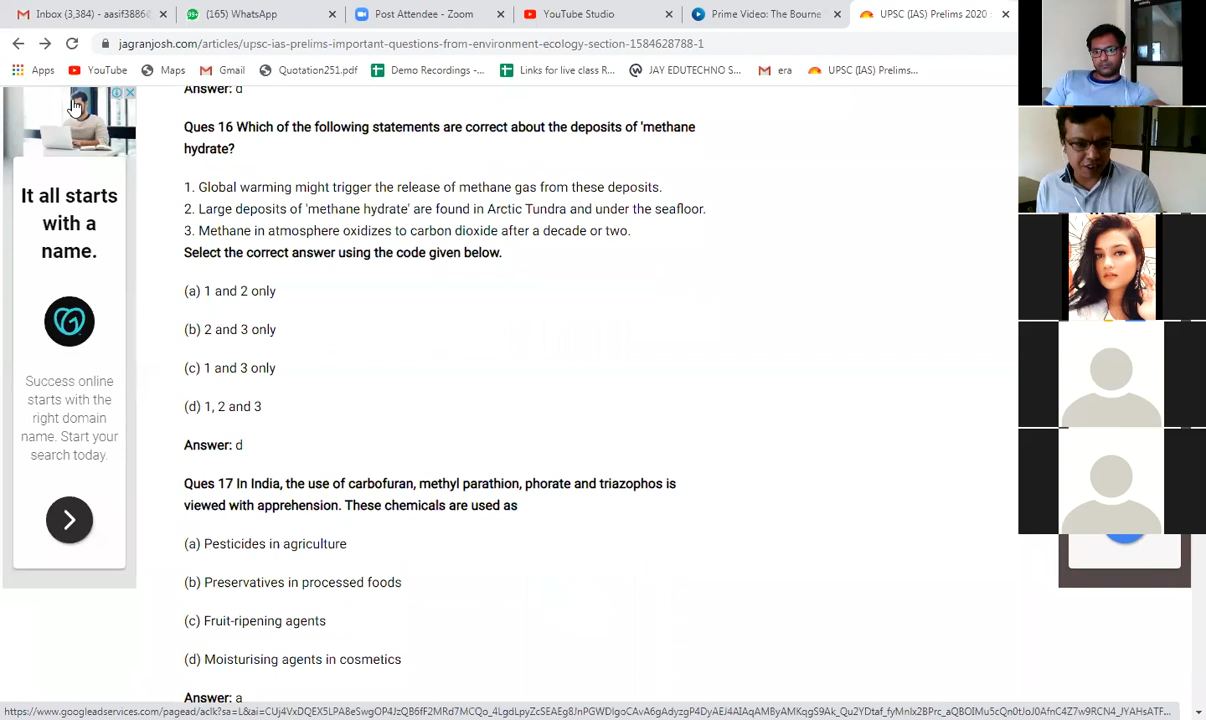 Inbox (3,384) - aasif3886@
(165) WhatsApp
Post Attendee - Zoom
YouTube Studio
Prime Video: The Bourne
UPSC (IAS) Prelims 2020
jagranjosh.com/articles/upsc-ias-prelims-important-questions-from-environment-ecology-section-1584628788-1
Apps
YouTube
Maps
Gmail
Quotation251.pdf
Demo Recordings -...
Links for live class R...
JAY EDUTECHNO S...
era
UPSC (IAS) Prelims...
Answer: d
Ques 16 Which of the following statements are correct about the deposits of 'methane
hydrate?
1. Global warming might trigger the release of methane gas from these deposits.
2. Large deposits of 'methane hydrate' are found in Arctic Tundra and under the seafloor.
3. Methane in atmosphere oxidizes to carbon dioxide after a decade or two.
Select the correct answer using the code given below.
(a) 1 and 2 only
(b) 2 and 3 only
(c) 1 and 3 only
(d) 1, 2 and 3
Answer: d
Ques 17 In India, the use of carbofuran, methyl parathion, phorate and triazophos is
viewed with apprehension. These chemicals are used as
(a) Pesticides in agriculture
(b) Preservatives in processed foods
(c) Fruit-ripening agents
(d) Moisturising agents in cosmetics
Answer: a
It all starts
with a
name.
Success online
starts with the
right domain
name. Start your
search today.